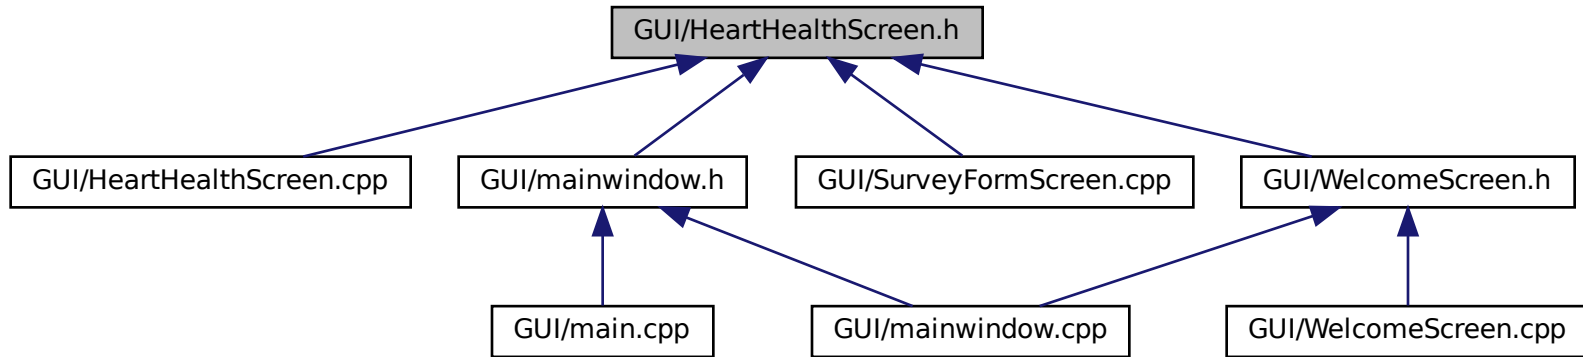 GUI/HeartHealthScreen.h
GUI/HeartHealthScreen.cpp
GUI/mainwindow.h
GUI/SurveyFormScreen.cpp
GUI/WelcomeScreen.h
GUI/main.cpp
GUI/mainwindow.cpp
GUI/WelcomeScreen.cpp